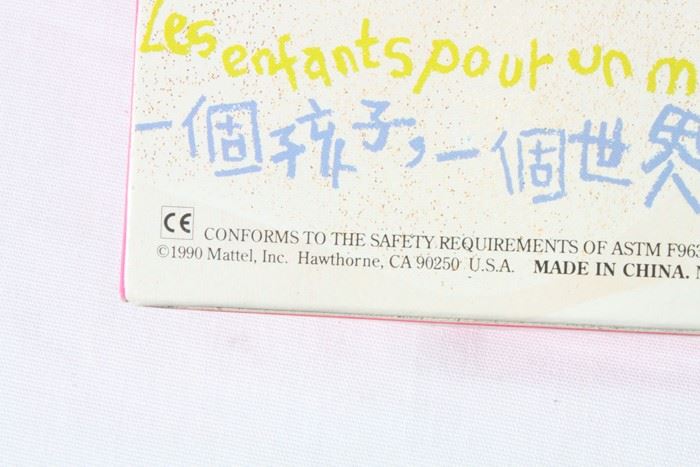 Les enfants pour un m
一個孩子，一個世界
CE CONFORMS TO THE SAFETY REQUIREMENTS OF ASTM F963
©1990 Mattel, Inc. Hawthorne, CA 90250 U.S.A. MADE IN CHINA.